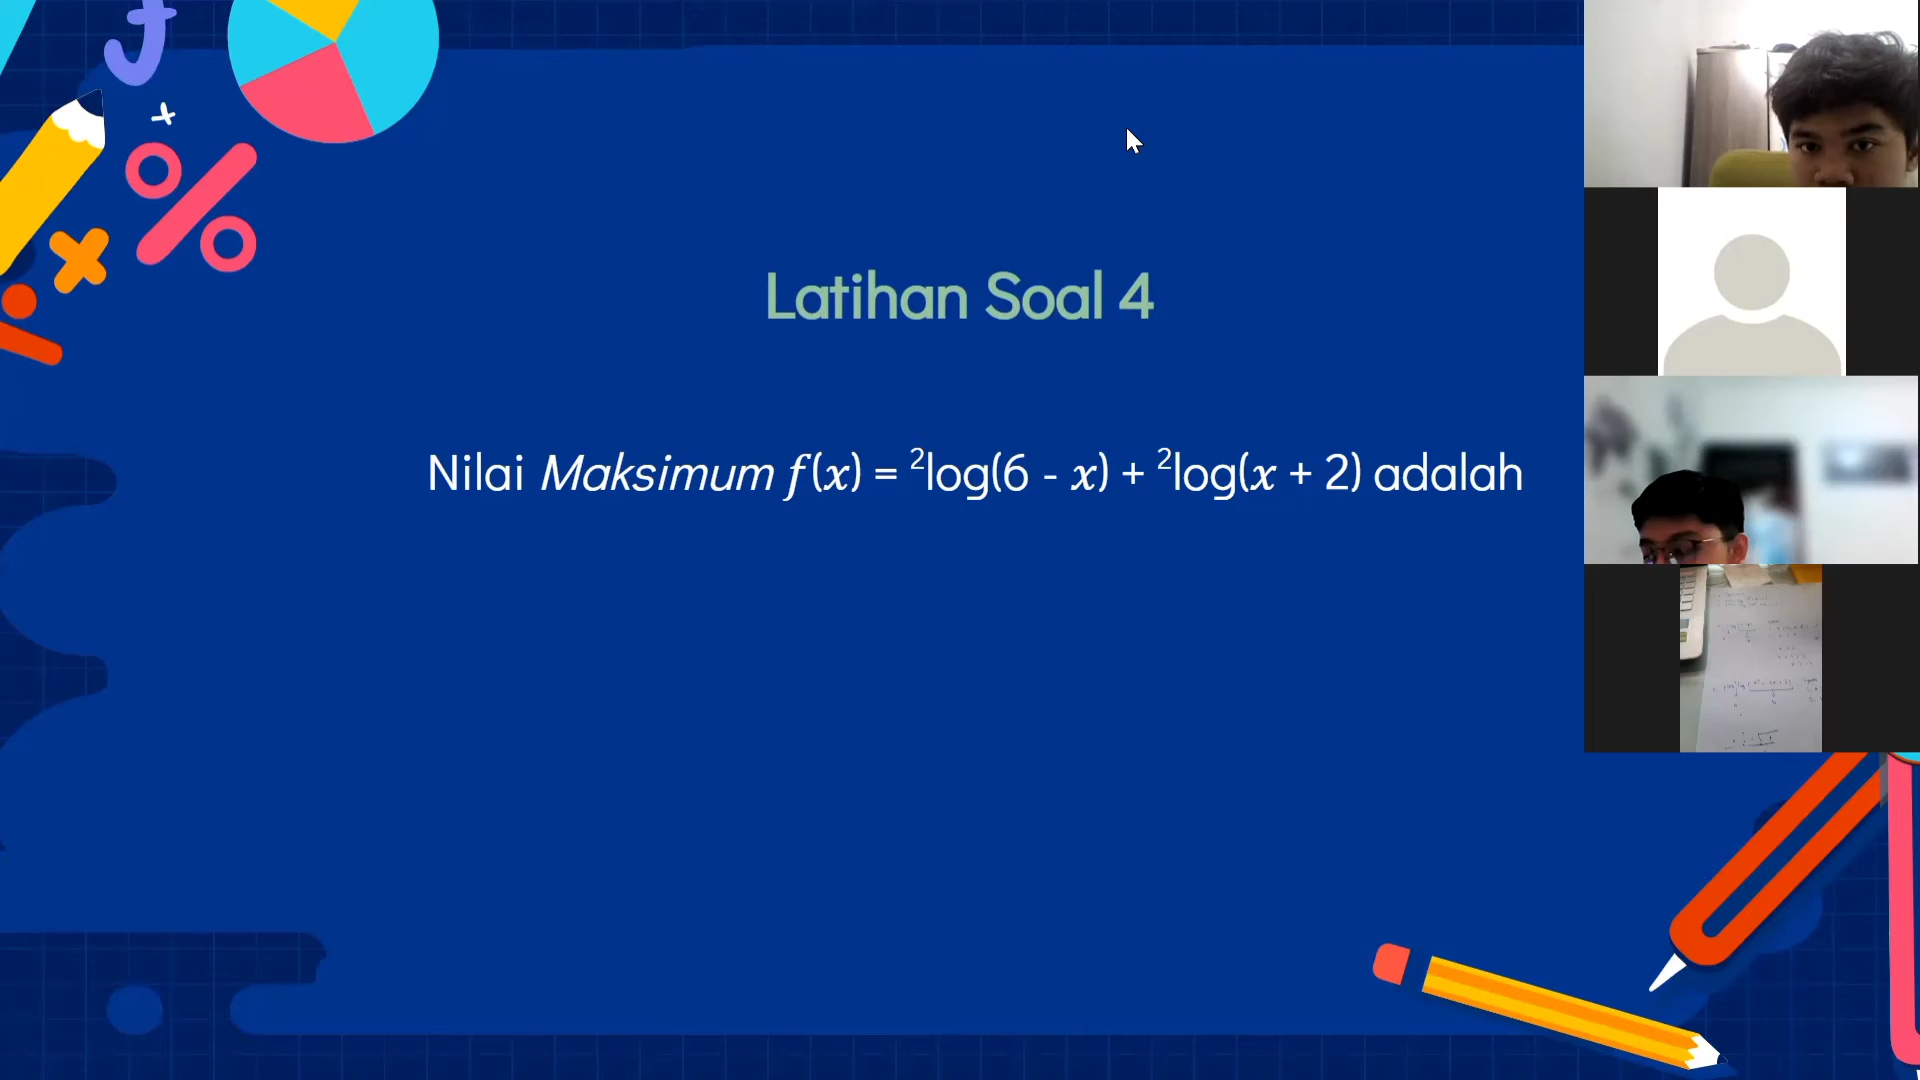 Latihan Soal 4
Nilai Maksimum f(x) = ²log(6 - x) + ²log(x + 2) adalah